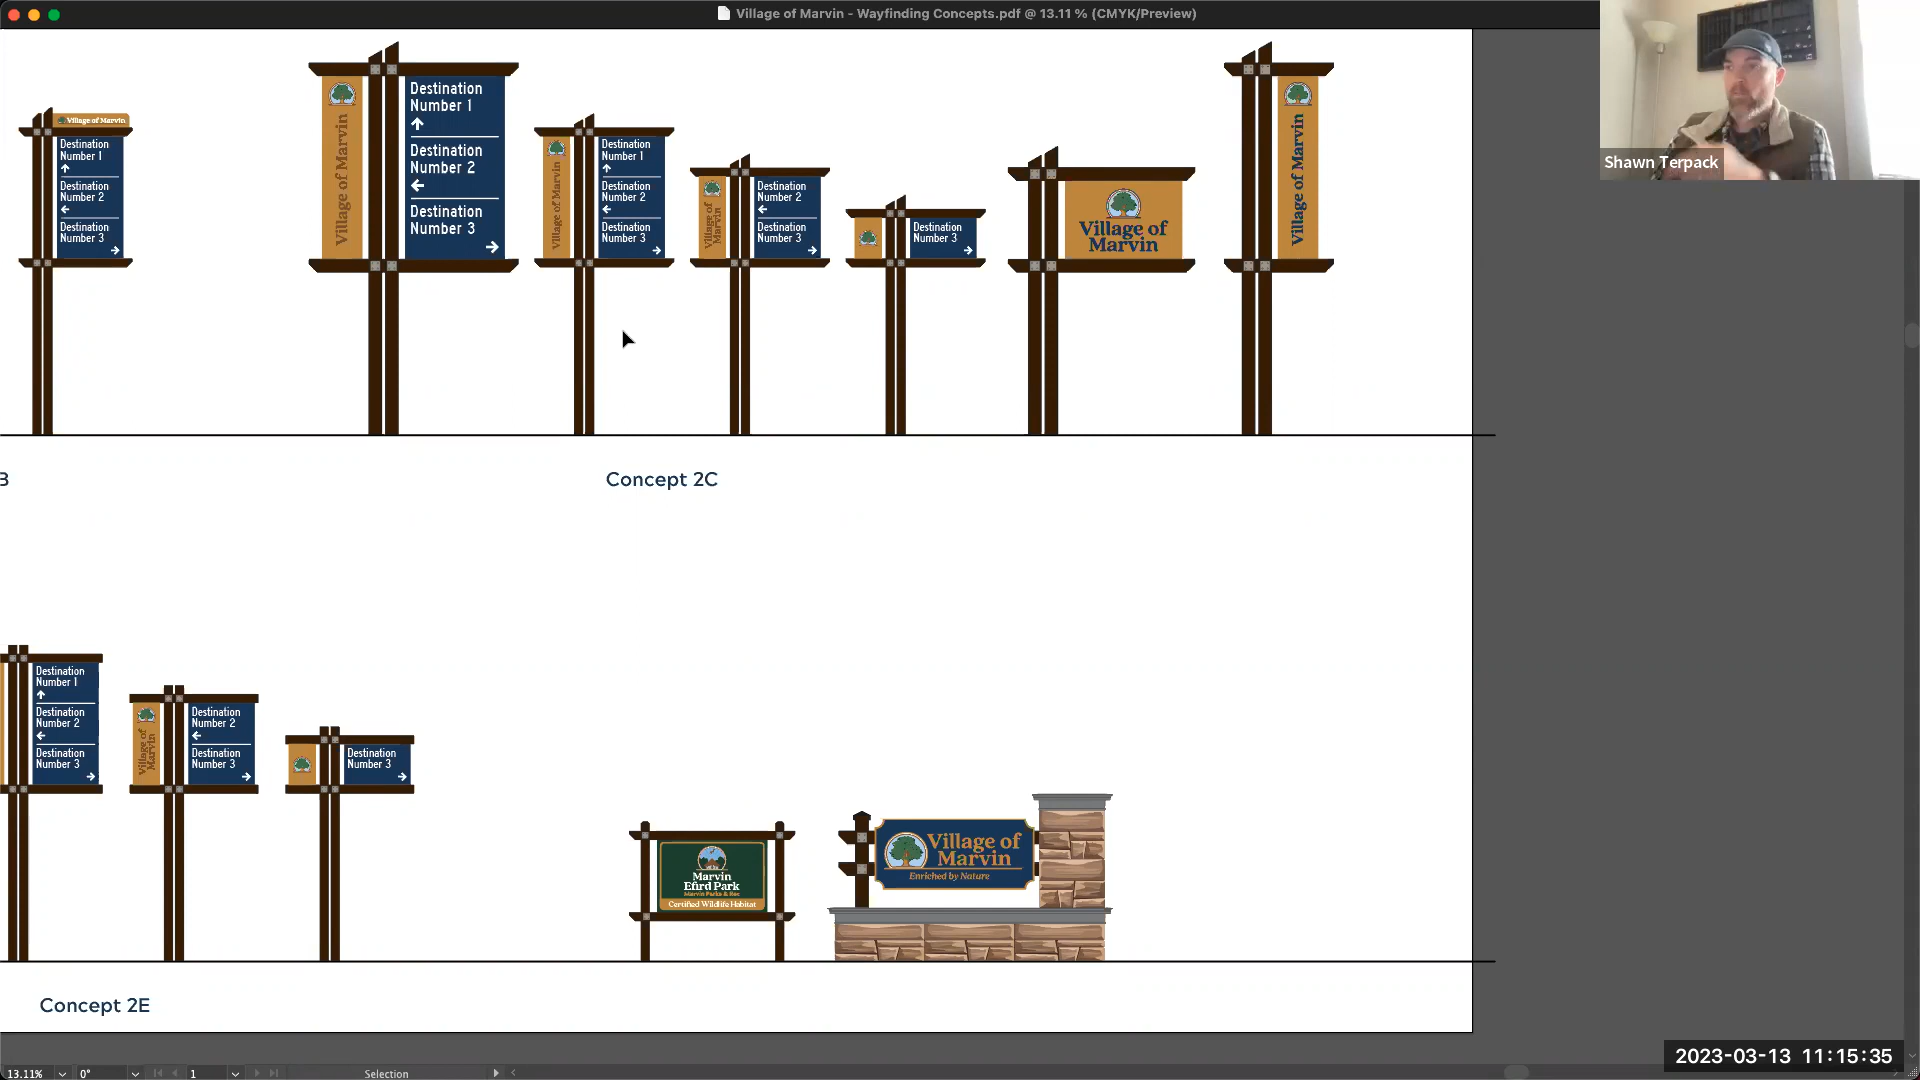 Village of Marvin - Wayfinding Concepts.pdf @ 13.11 % (CMYK/Preview)
Shawn Terpack
Village of Marvin
Destination
Number 1
Destination
Number 2
Destination
Number 3
Village of Marvin
Destination
Number 1
Destination
Number 2
Destination
Number 3
Village of Marvin
Destination
Number 1
Destination
Number 2
Destination
Number 3
Village of
Marvin
Destination
Number 2
Destination
Number 3
Destination
Number 3
Village of
Marvin
Village of Marvin
B
Concept 2C
Destination
Number 1
Destination
Number 2
Destination
Number 3
Village of
Marvin
Destination
Number 2
Destination
Number 3
Destination
Number 3
Marvin
Efird Park
Marvin Parks & Rec
Certified Wildlife Habitat
Village of
Marvin
Enriched by Nature
Concept 2E
2023-03-13 11:15:35
13.11%
0°
1
Selection